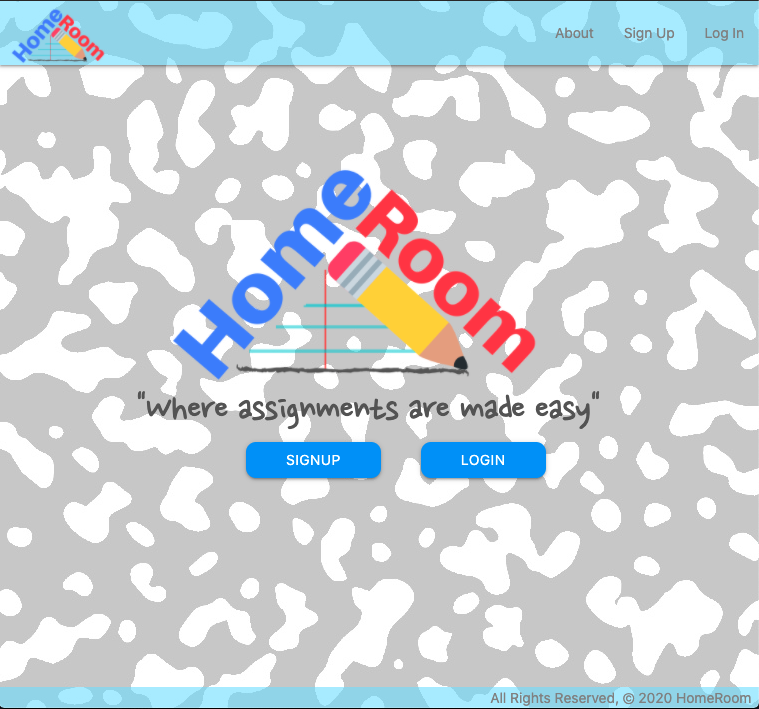 HomeRoom
About
Sign Up
Log In
HomeRoom
"where assignments are made easy"
SIGNUP
LOGIN
All Rights Reserved, © 2020 HomeRoom